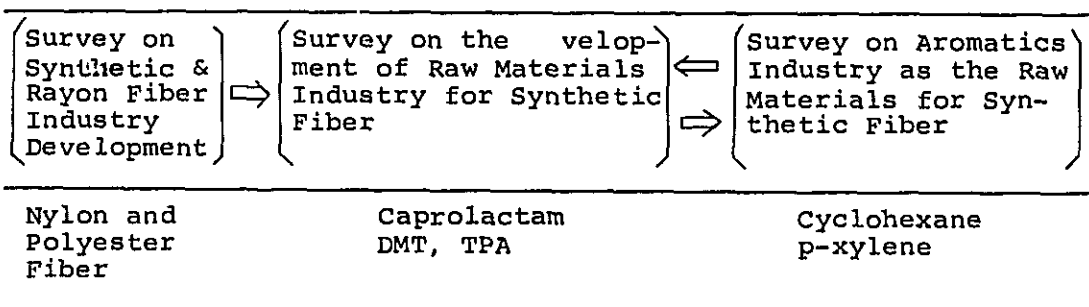 Survey on
Synthetic &
Rayon Fiber
Industry
Development
Survey on the velop-
ment of Raw Materials
Industry for Synthetic
Fiber
Survey on Aromatics
Industry as the Raw
Materials for Syn-
thetic Fiber
Nylon and
Polyester
Fiber
Caprolactam
DMT, TPA
Cyclohexane
p-xylene